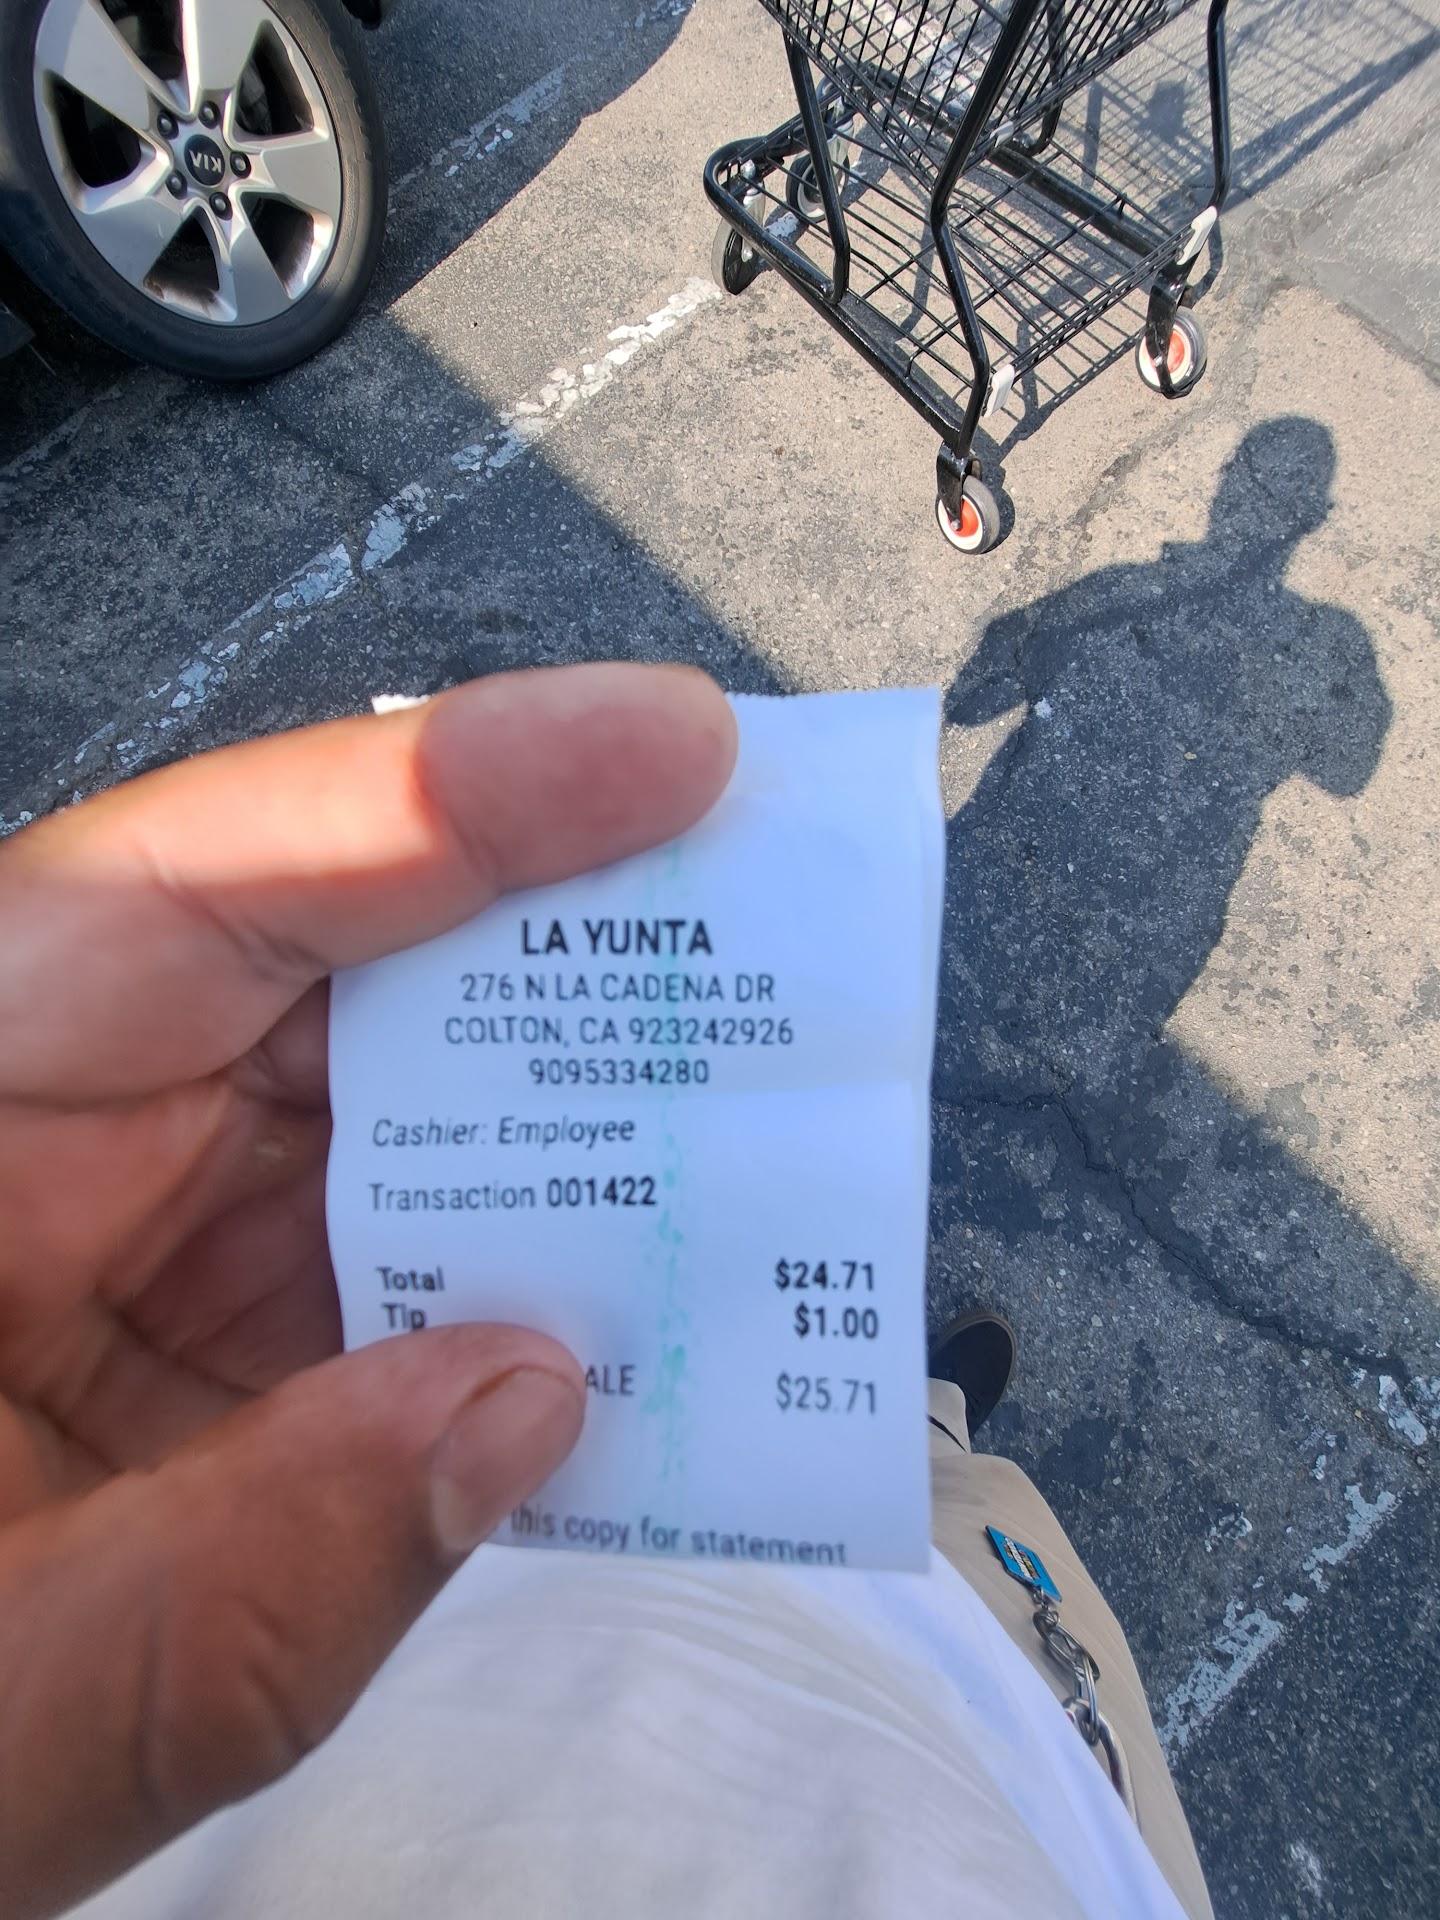 KIA
LA YUNTA
276 N LA CADENA DR
COLTON, CA 923242926
9095334280
Cashier: Employee
Transaction 001422
Total $24.71
Tip $1.00
ALE $25.71
this copy for statement